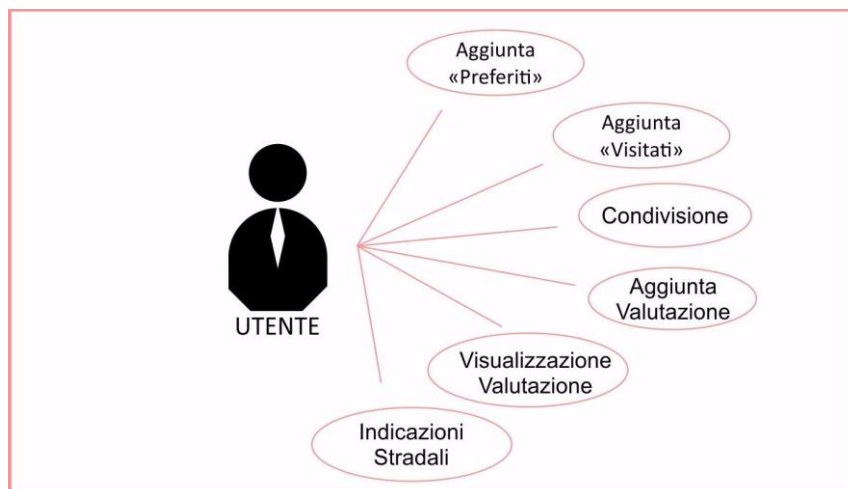 Aggiunta
«Preferiti»
Aggiunta
«Visitati»
Condivisione
Aggiunta
Valutazione
Visualizzazione
Valutazione
Indicazioni
Stradali
UTENTE